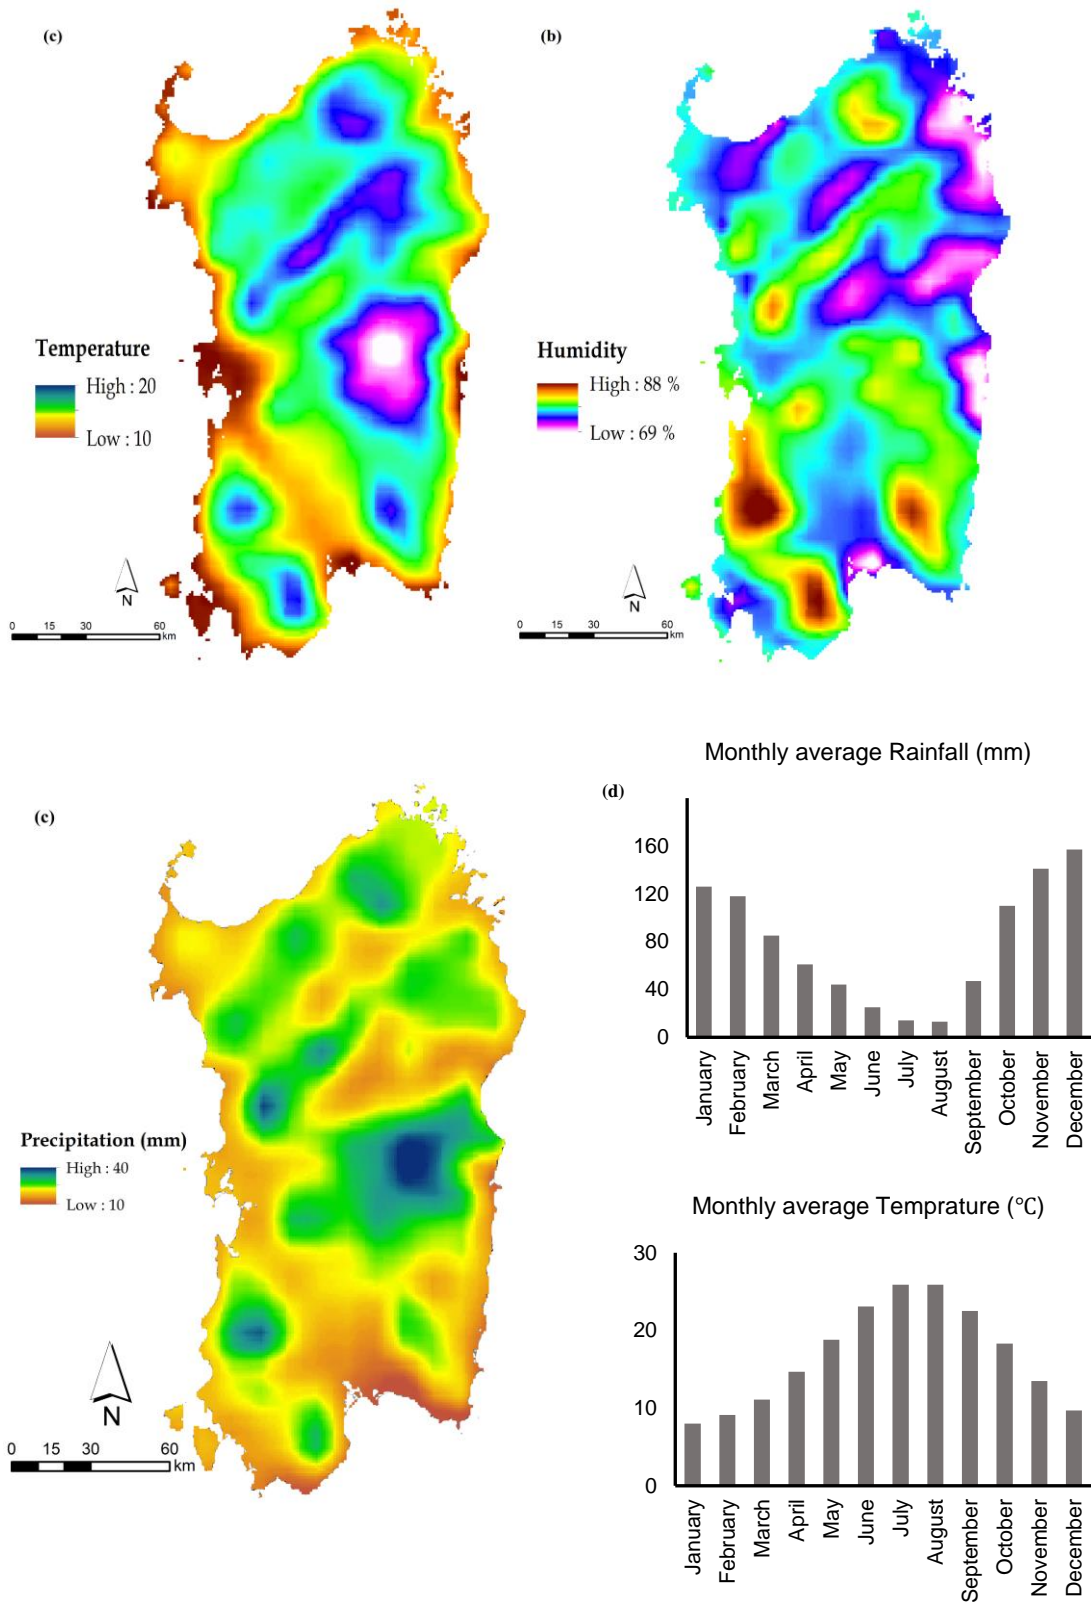 (c)
Temperature
High : 20
Low : 10
N
0 15 30 60
km
(b)
Humidity
High : 88 %
Low : 69 %
N
0 15 30 60
km
(c)
Precipitation (mm)
High : 40
Low : 10
N
0 15 30 60
km
Monthly average Rainfall (mm)
(d)
160
120
80
40
0
January
February
March
April
May
June
July
August
September
October
November
December
Monthly average Temprature (°C)
30
20
10
0
January
February
March
April
May
June
July
August
September
October
November
December